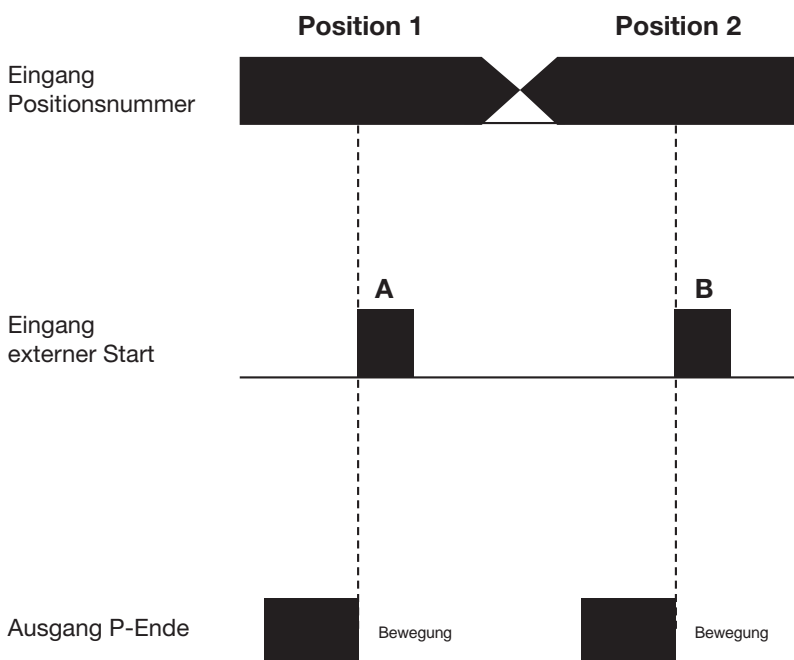 Position 1
Position 2
Eingang
Positionsnummer
A
B
Eingang
externer Start
Ausgang P-Ende
Bewegung
Bewegung